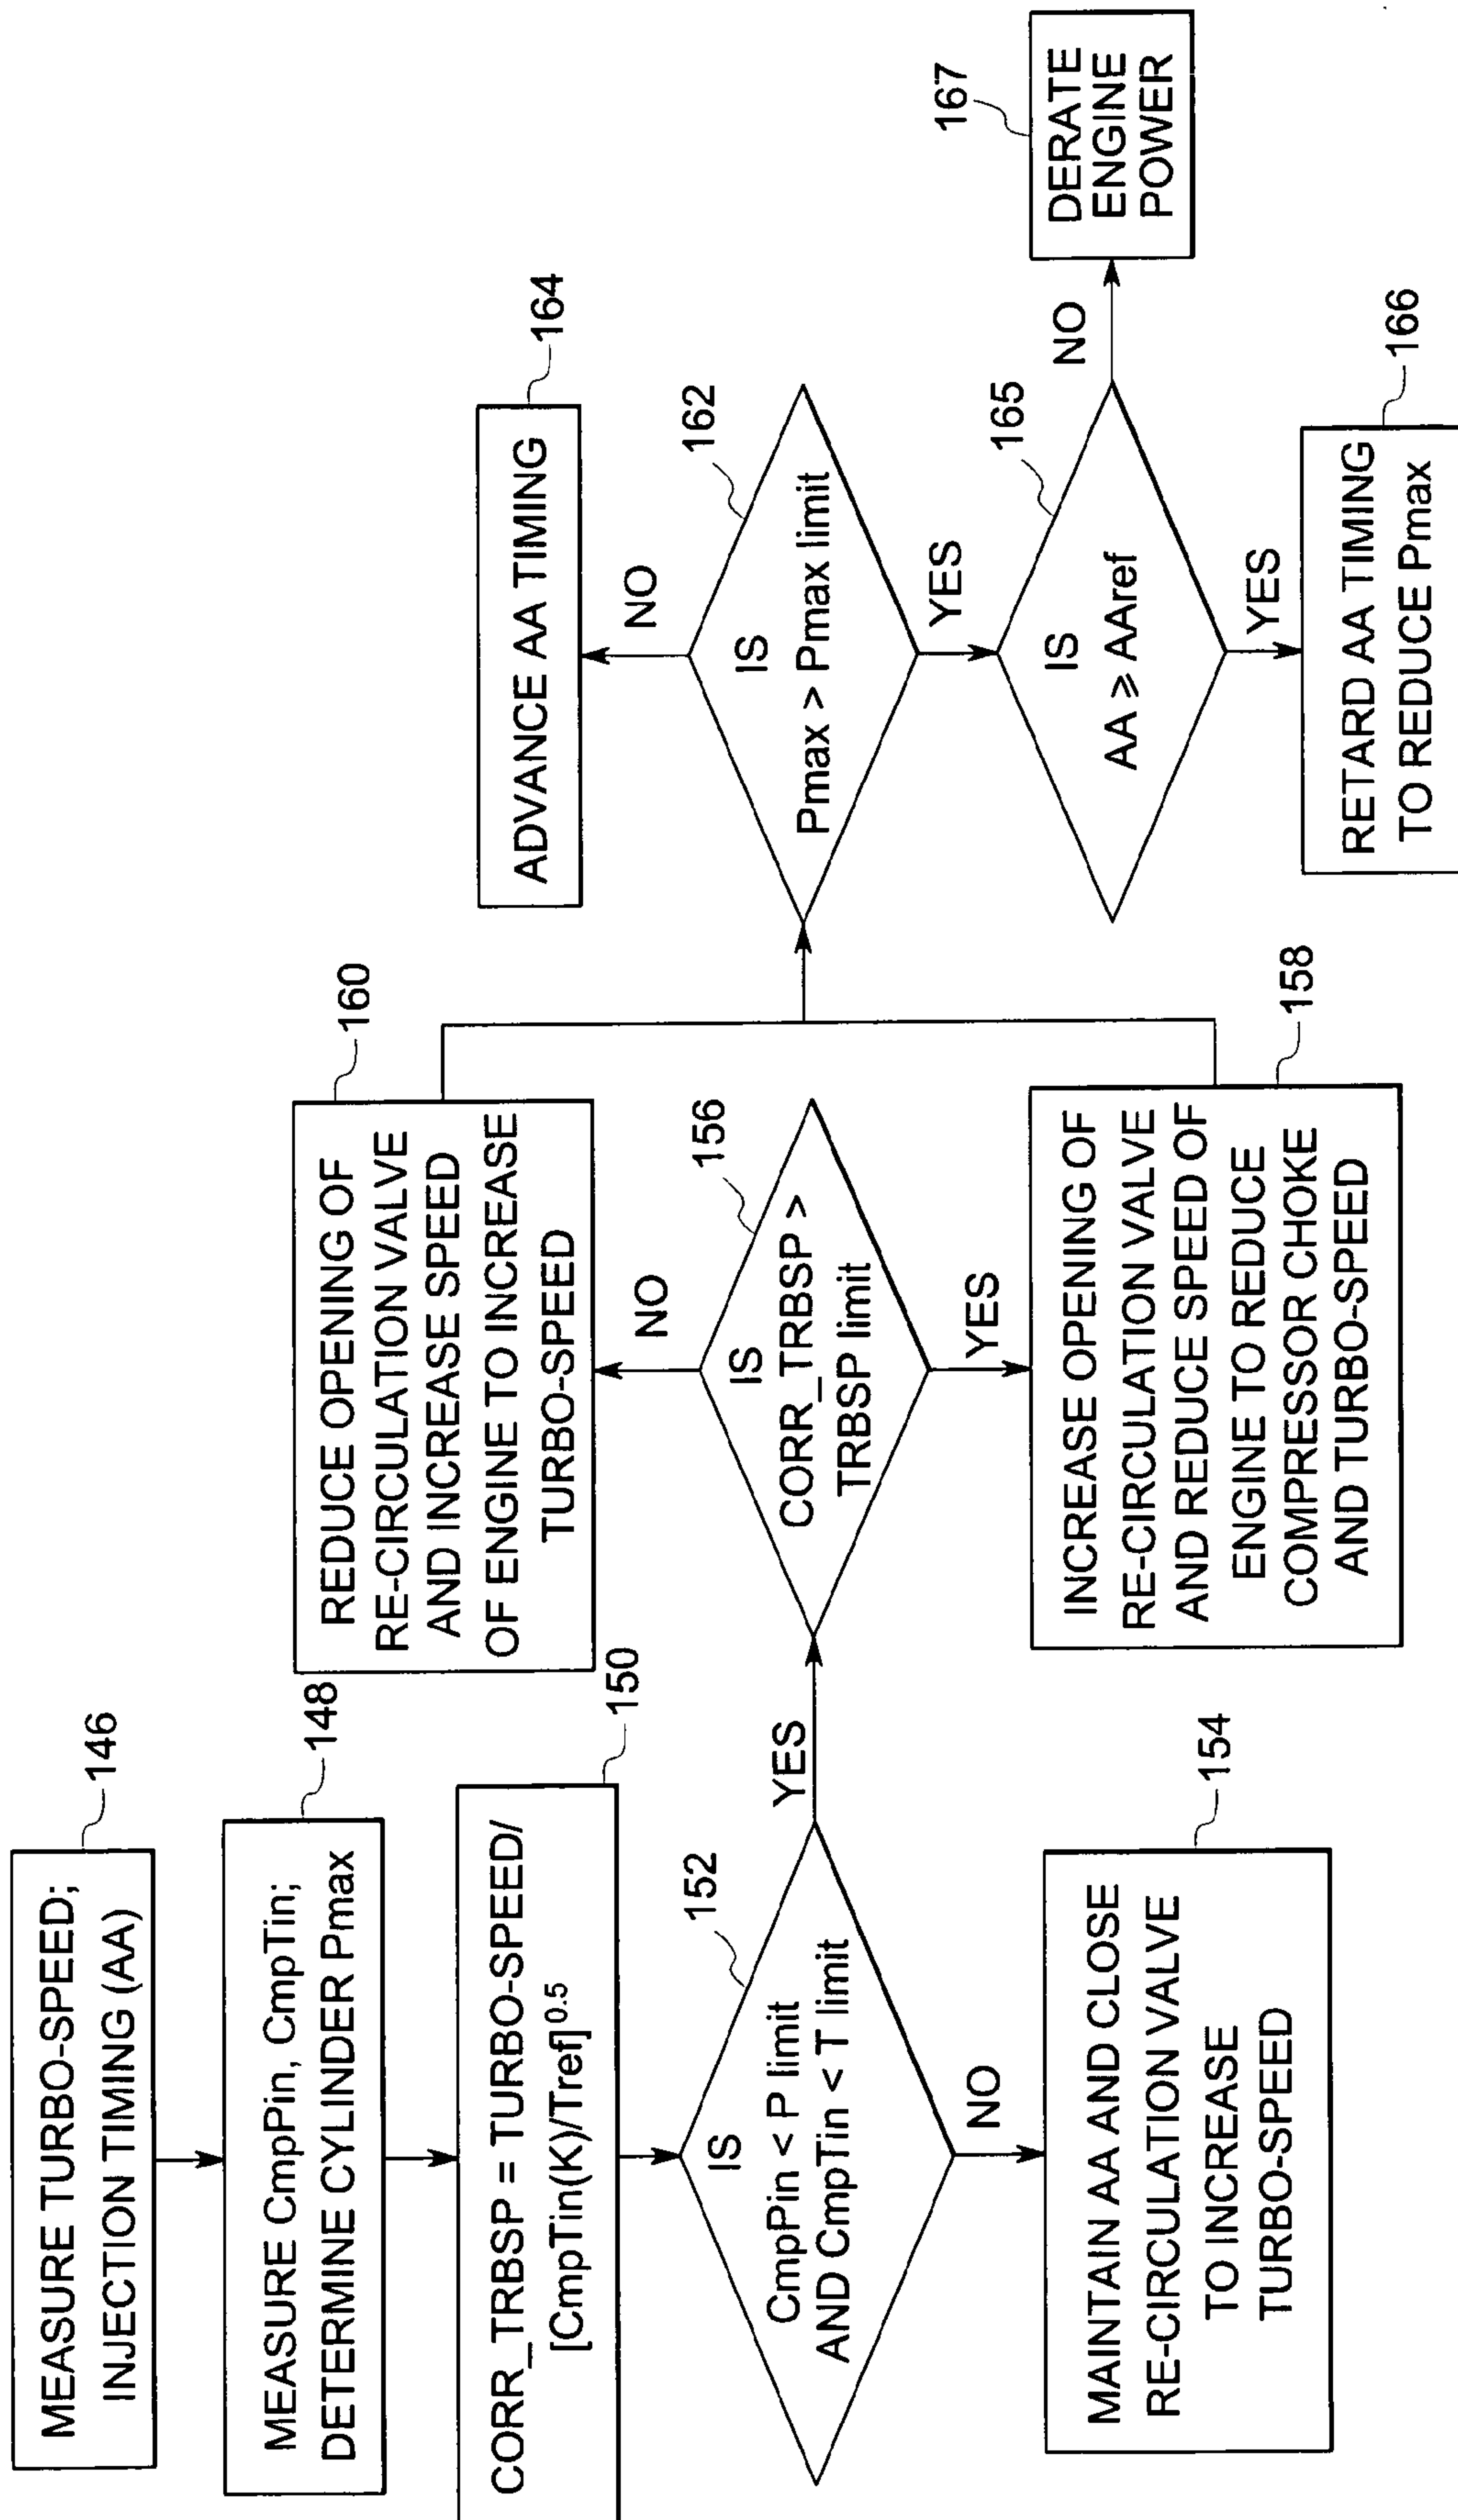 MEASURE TURBO-SPEED;
INJECTION TIMING (AA)
146
MEASURE CmpPin, CmpTin;
DETERMINE CYLINDER Pmax
148
CORR_TRBSP = TURBO-SPEED/
[CmpTin(K)/Tref]^0.5
150
IS
CmpPin < P limit
AND CmpTin < T limit
152
YES
NO
MAINTAIN AA AND CLOSE
RE-CIRCULATION VALVE
TO INCREASE
TURBO-SPEED
154
REDUCE OPENING OF
RE-CIRCULATION VALVE
AND INCREASE SPEED
OF ENGINE TO INCREASE
TURBO-SPEED
160
NO
IS
CORR_TRBSP >
TRBSP limit
156
YES
INCREASE OPENING OF
RE-CIRCULATION VALVE
AND REDUCE SPEED OF
ENGINE TO REDUCE
COMPRESSOR CHOKE
AND TURBO-SPEED
158
ADVANCE AA TIMING
164
NO
IS
Pmax > Pmax limit
162
YES
IS
AA ⩾ AAref
165
NO
DERATE
ENGINE
POWER
167
YES
RETARD AA TIMING
TO REDUCE Pmax
166